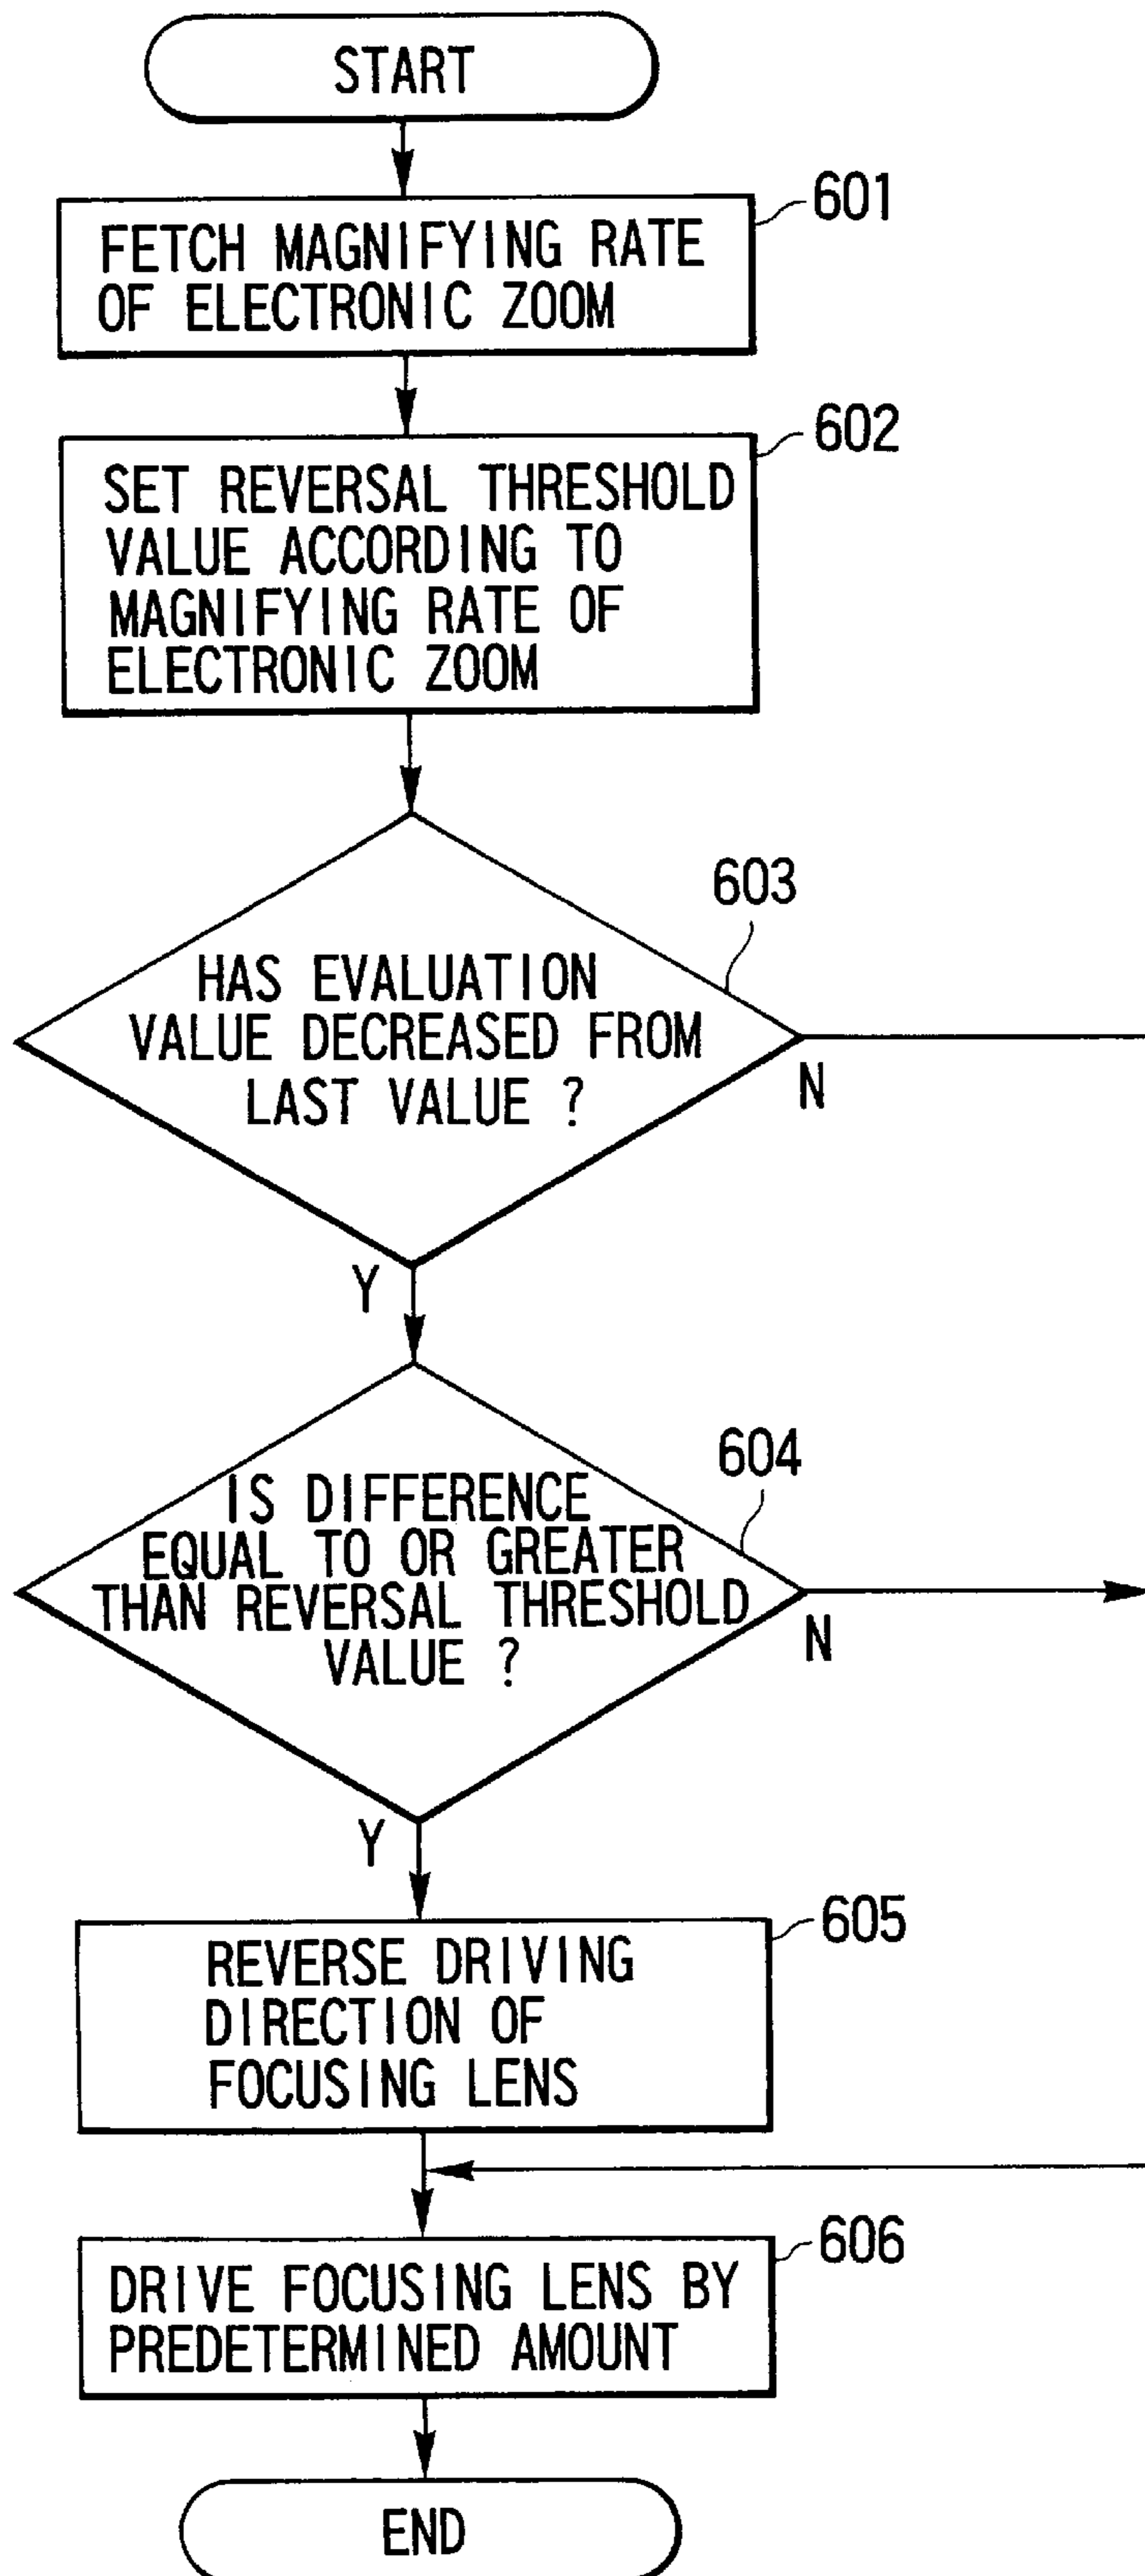 START
601
FETCH MAGNIFYING RATE
OF ELECTRONIC ZOOM
602
SET REVERSAL THRESHOLD
VALUE ACCORDING TO
MAGNIFYING RATE OF
ELECTRONIC ZOOM
603
HAS EVALUATION
VALUE DECREASED FROM
LAST VALUE ?
N
Y
604
IS DIFFERENCE
EQUAL TO OR GREATER
THAN REVERSAL THRESHOLD
VALUE ?
N
Y
605
REVERSE DRIVING
DIRECTION OF
FOCUSING LENS
606
DRIVE FOCUSING LENS BY
PREDETERMINED AMOUNT
END